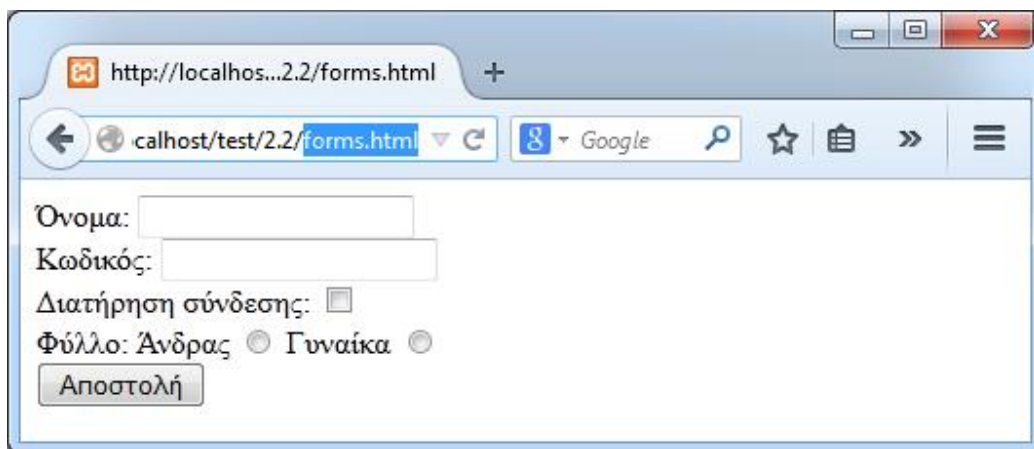 http://localhos...2.2/forms.html
calhost/test/2.2/forms.html Google
Όνομα:
Κωδικός:
Διατήρηση σύνδεσης:
Φύλλο: Άνδρας Γυναίκα
Αποστολή